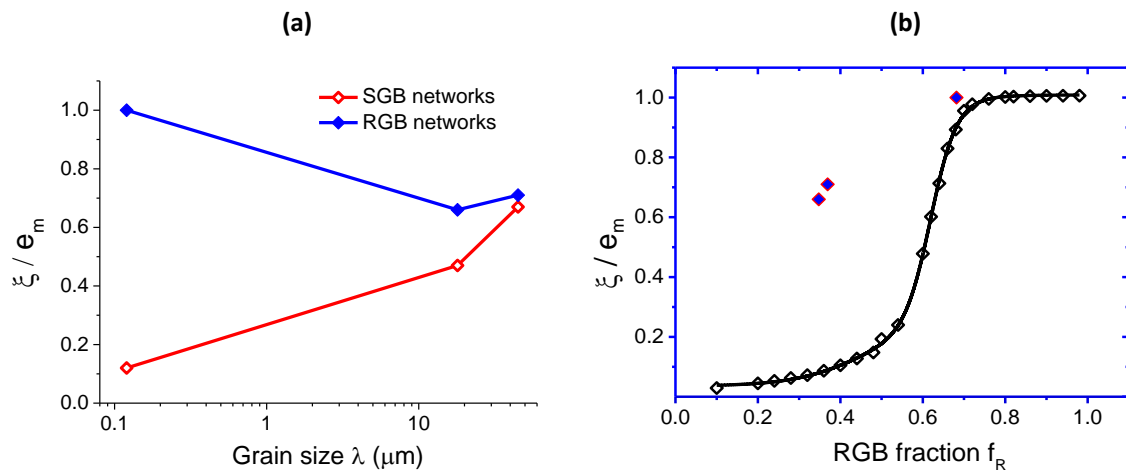 (a)
SGB networks
RGB networks
ξ / e_m
1.0
0.8
0.6
0.4
0.2
0.0
0.1
1
10
Grain size λ (μm)
(b)
ξ / e_m
1.0
0.8
0.6
0.4
0.2
0.0
0.2
0.4
0.6
0.8
1.0
RGB fraction f_R